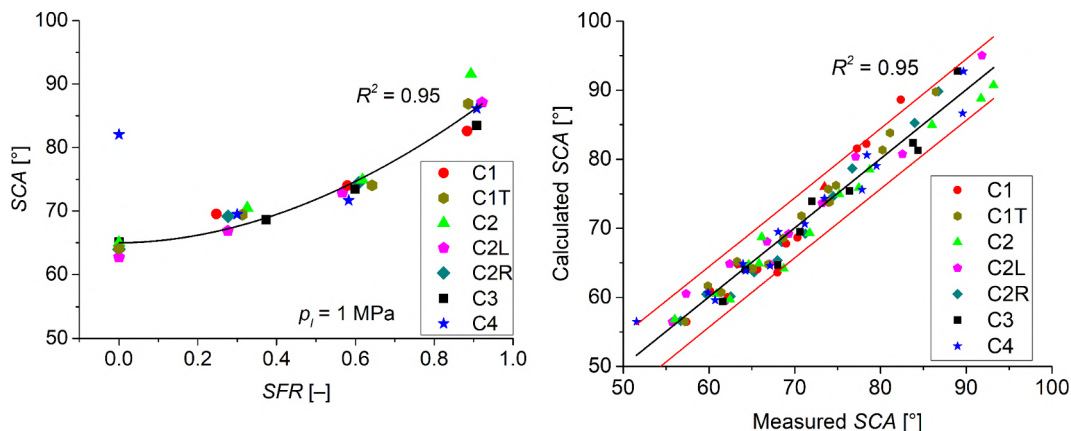 100
90
80
70
60
50
SCA [°]
R² = 0.95
C1
C1T
C2
C2L
C2R
C3
C4
p_l = 1 MPa
0.0 0.2 0.4 0.6 0.8 1.0
SFR [–]
100
90
80
70
60
50
Calculated SCA [°]
R² = 0.95
C1
C1T
C2
C2L
C2R
C3
C4
50 60 70 80 90 100
Measured SCA [°]